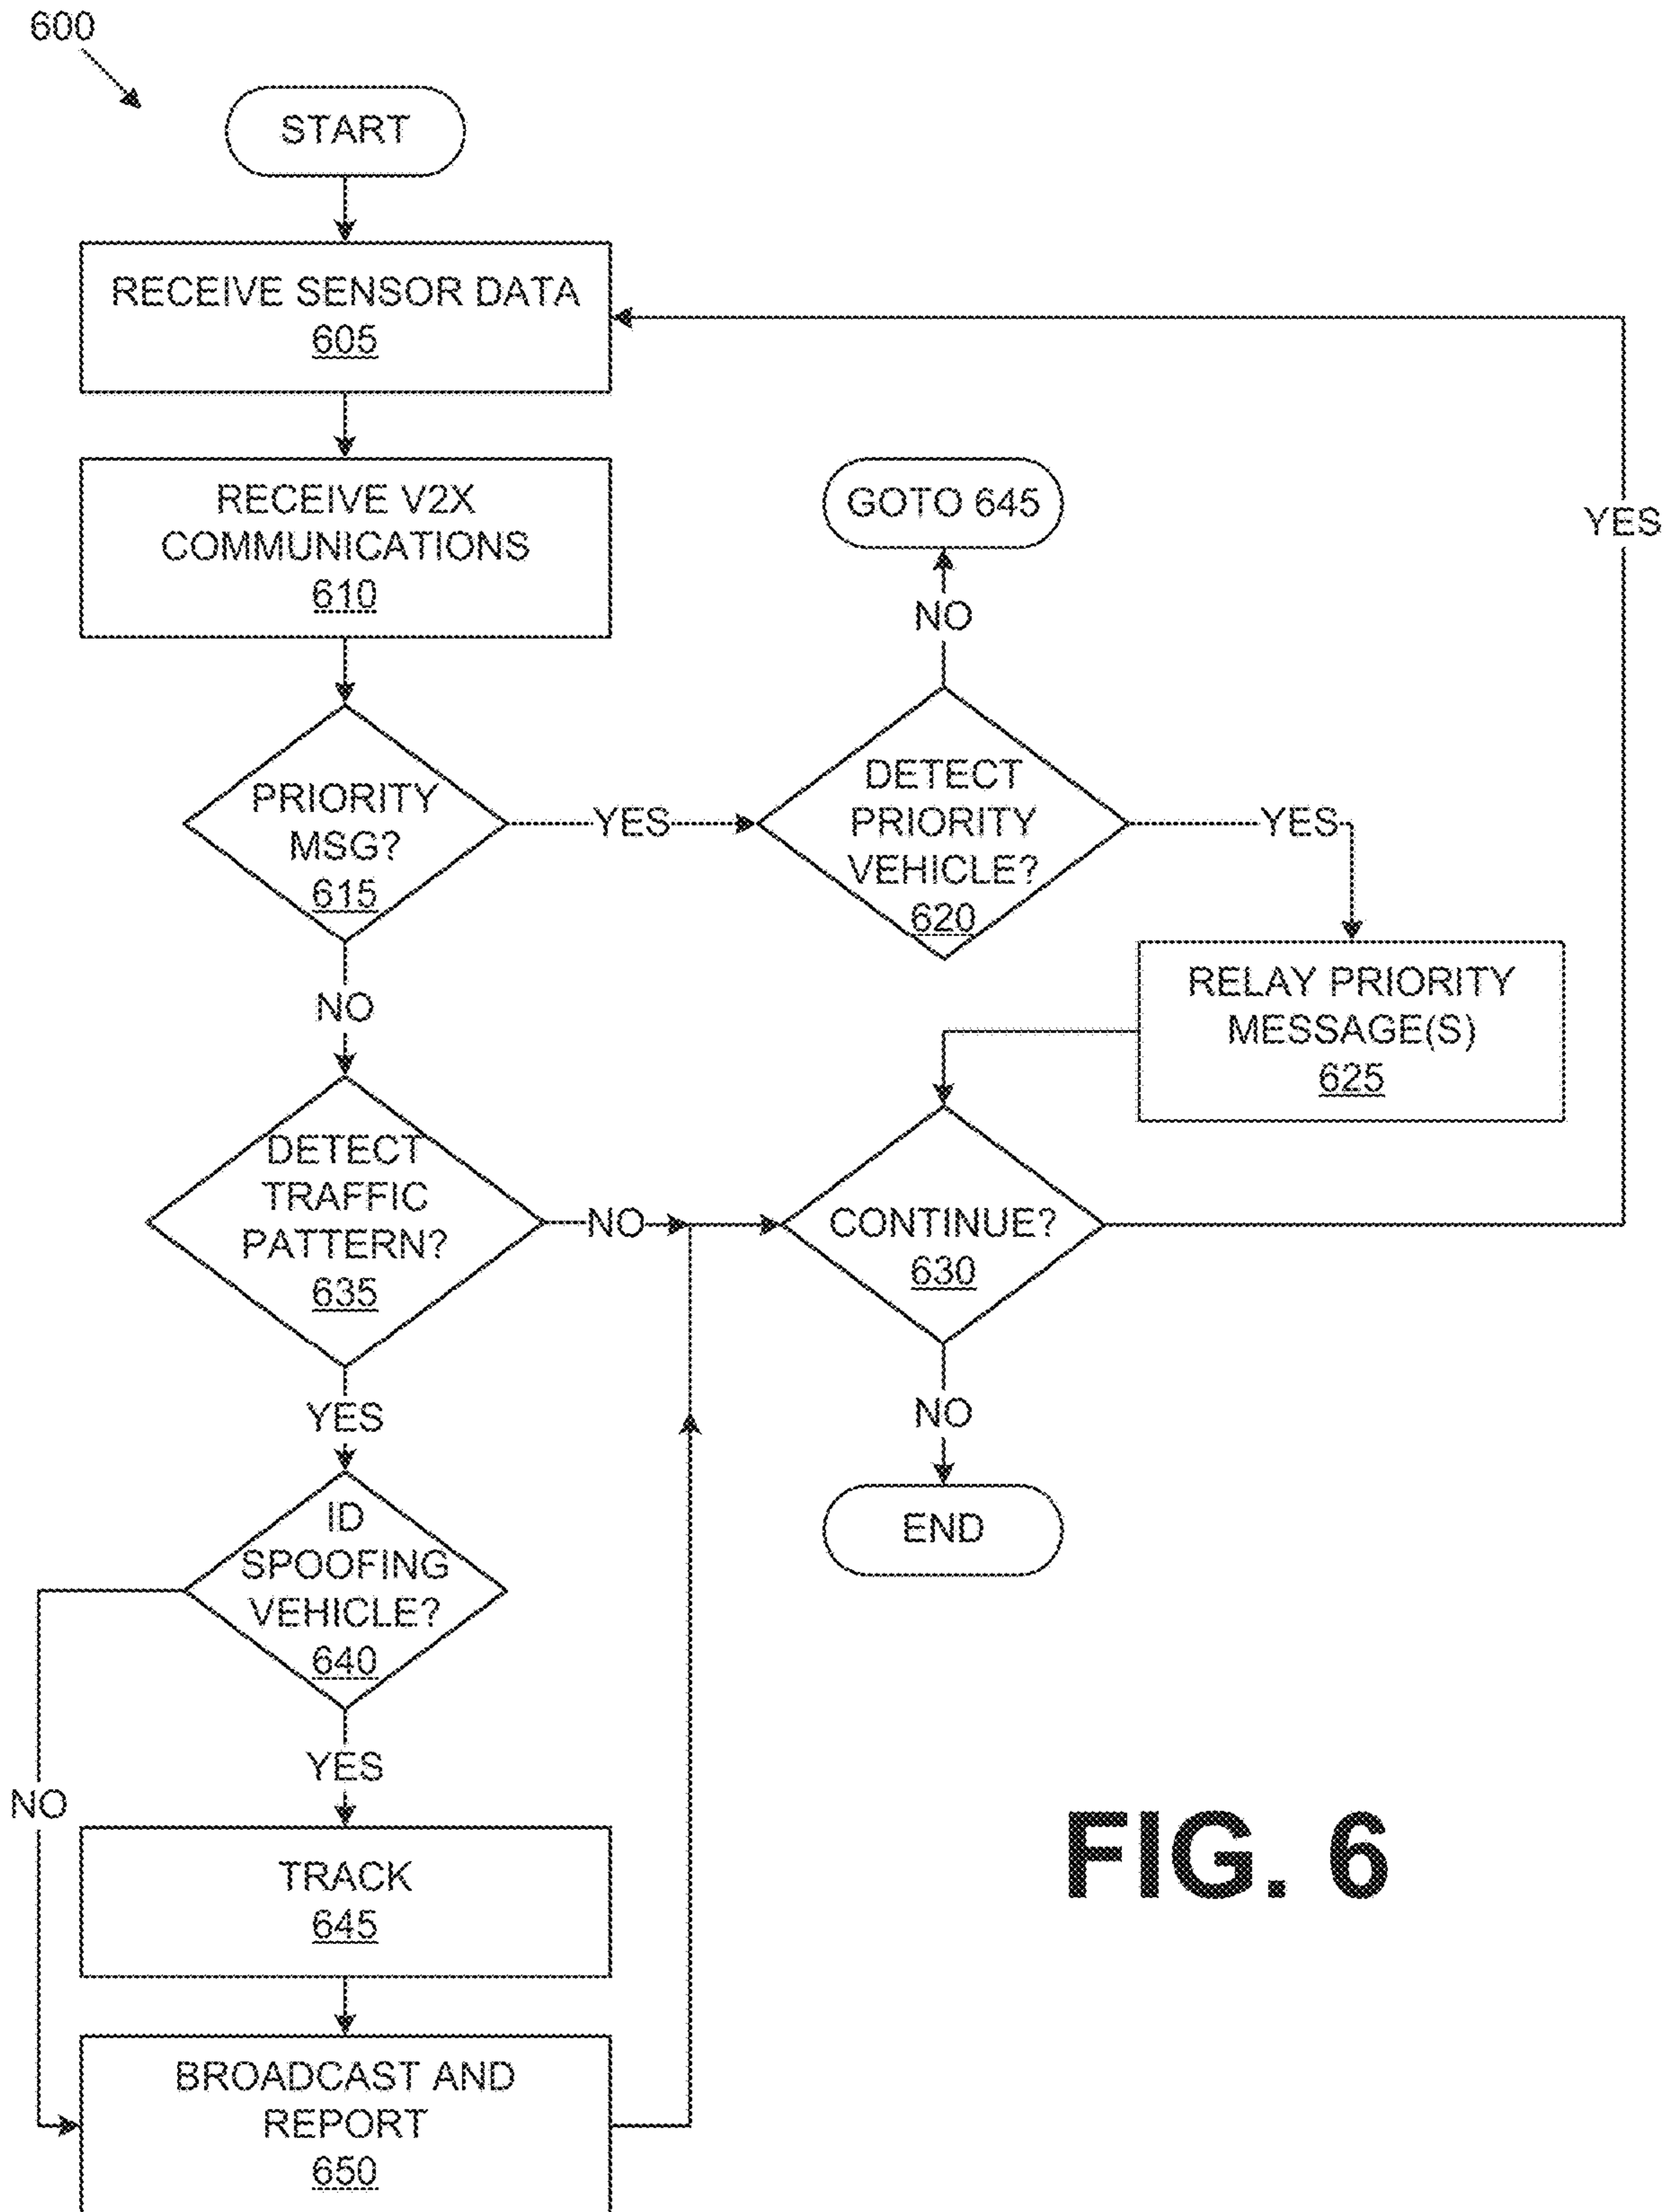 600
START
RECEIVE SENSOR DATA
605
RECEIVE V2X
COMMUNICATIONS
610
GOTO 645
YES
NO
PRIORITY
MSG?
615
YES
DETECT
PRIORITY
VEHICLE?
620
YES
NO
RELAY PRIORITY
MESSAGE(S)
625
DETECT
TRAFFIC
PATTERN?
635
NO
CONTINUE?
630
YES
NO
ID
SPOOFING
VEHICLE?
640
END
YES
NO
TRACK
645
FIG. 6
BROADCAST AND
REPORT
650